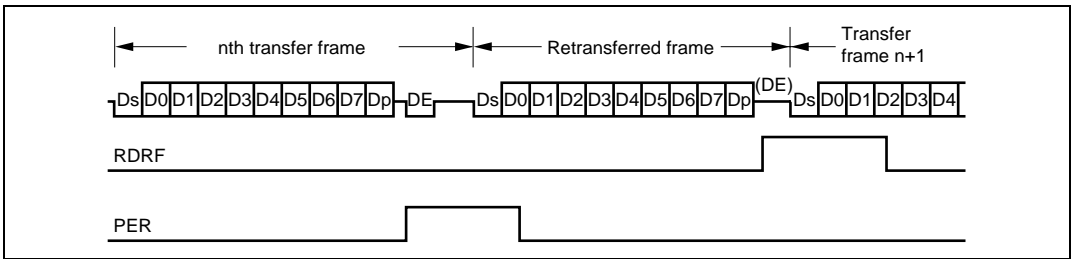 nth transfer frame
Retransferred frame
Transfer
frame n+1
Ds D0 D1 D2 D3 D4 D5 D6 D7 Dp DE Ds D0 D1 D2 D3 D4 D5 D6 D7 Dp (DE) Ds D0 D1 D2 D3 D4
RDRF
PER